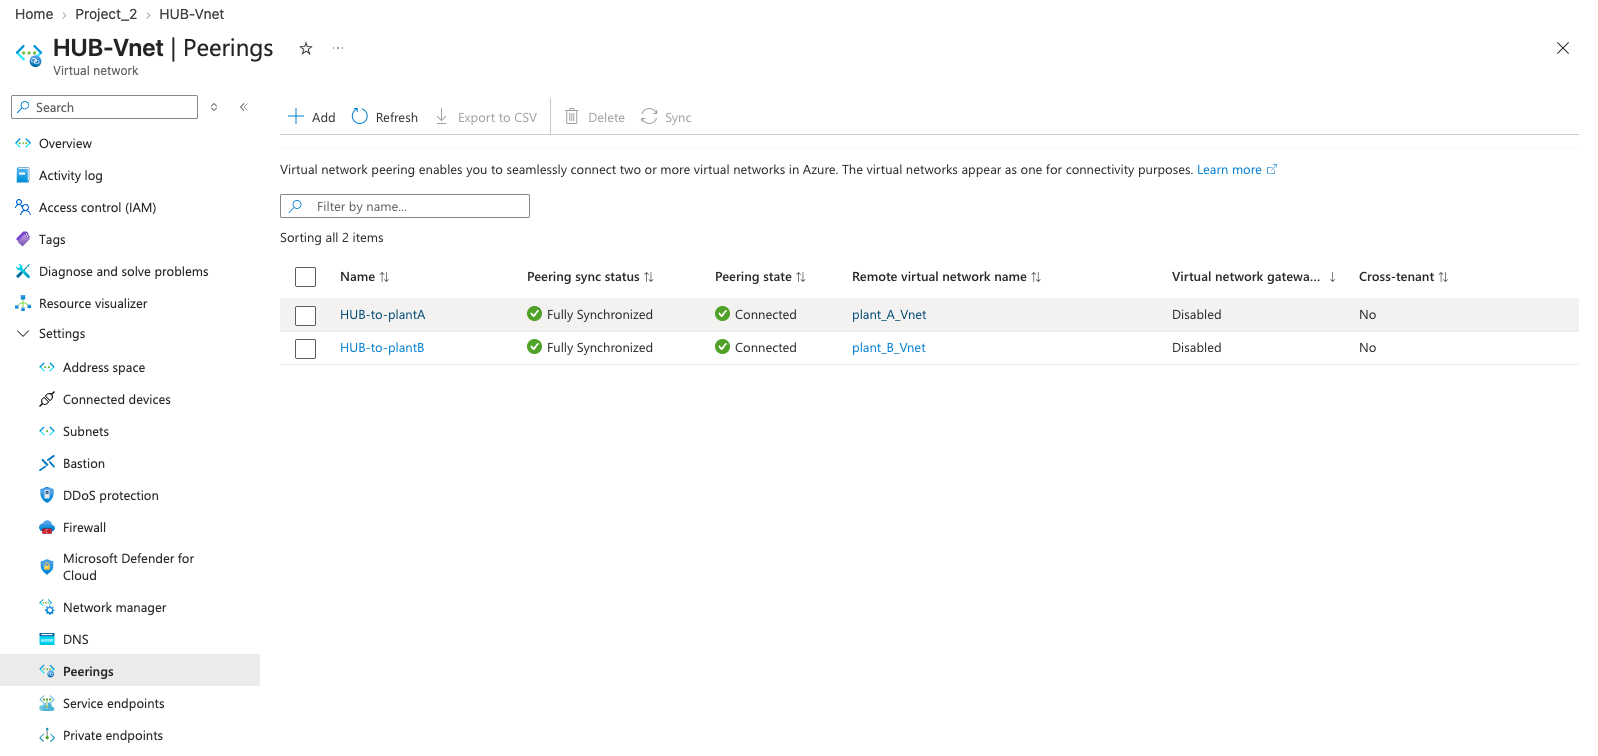 Home › Project_2 › HUB-Vnet
HUB-Vnet | Peerings
Virtual network
Search
Overview
Activity log
Access control (IAM)
Tags
Diagnose and solve problems
Resource visualizer
Settings
Address space
Connected devices
Subnets
Bastion
DDoS protection
Firewall
Microsoft Defender for
Cloud
Network manager
DNS
Peerings
Service endpoints
Private endpoints
Add Refresh Export to CSV Delete Sync
Virtual network peering enables you to seamlessly connect two or more virtual networks in Azure. The virtual networks appear as one for connectivity purposes. Learn more
Filter by name...
Sorting all 2 items
Name Peering sync status Peering state Remote virtual network name Virtual network gatewa... Cross-tenant
HUB-to-plantA Fully Synchronized Connected plant_A_Vnet Disabled No
HUB-to-plantB Fully Synchronized Connected plant_B_Vnet Disabled No